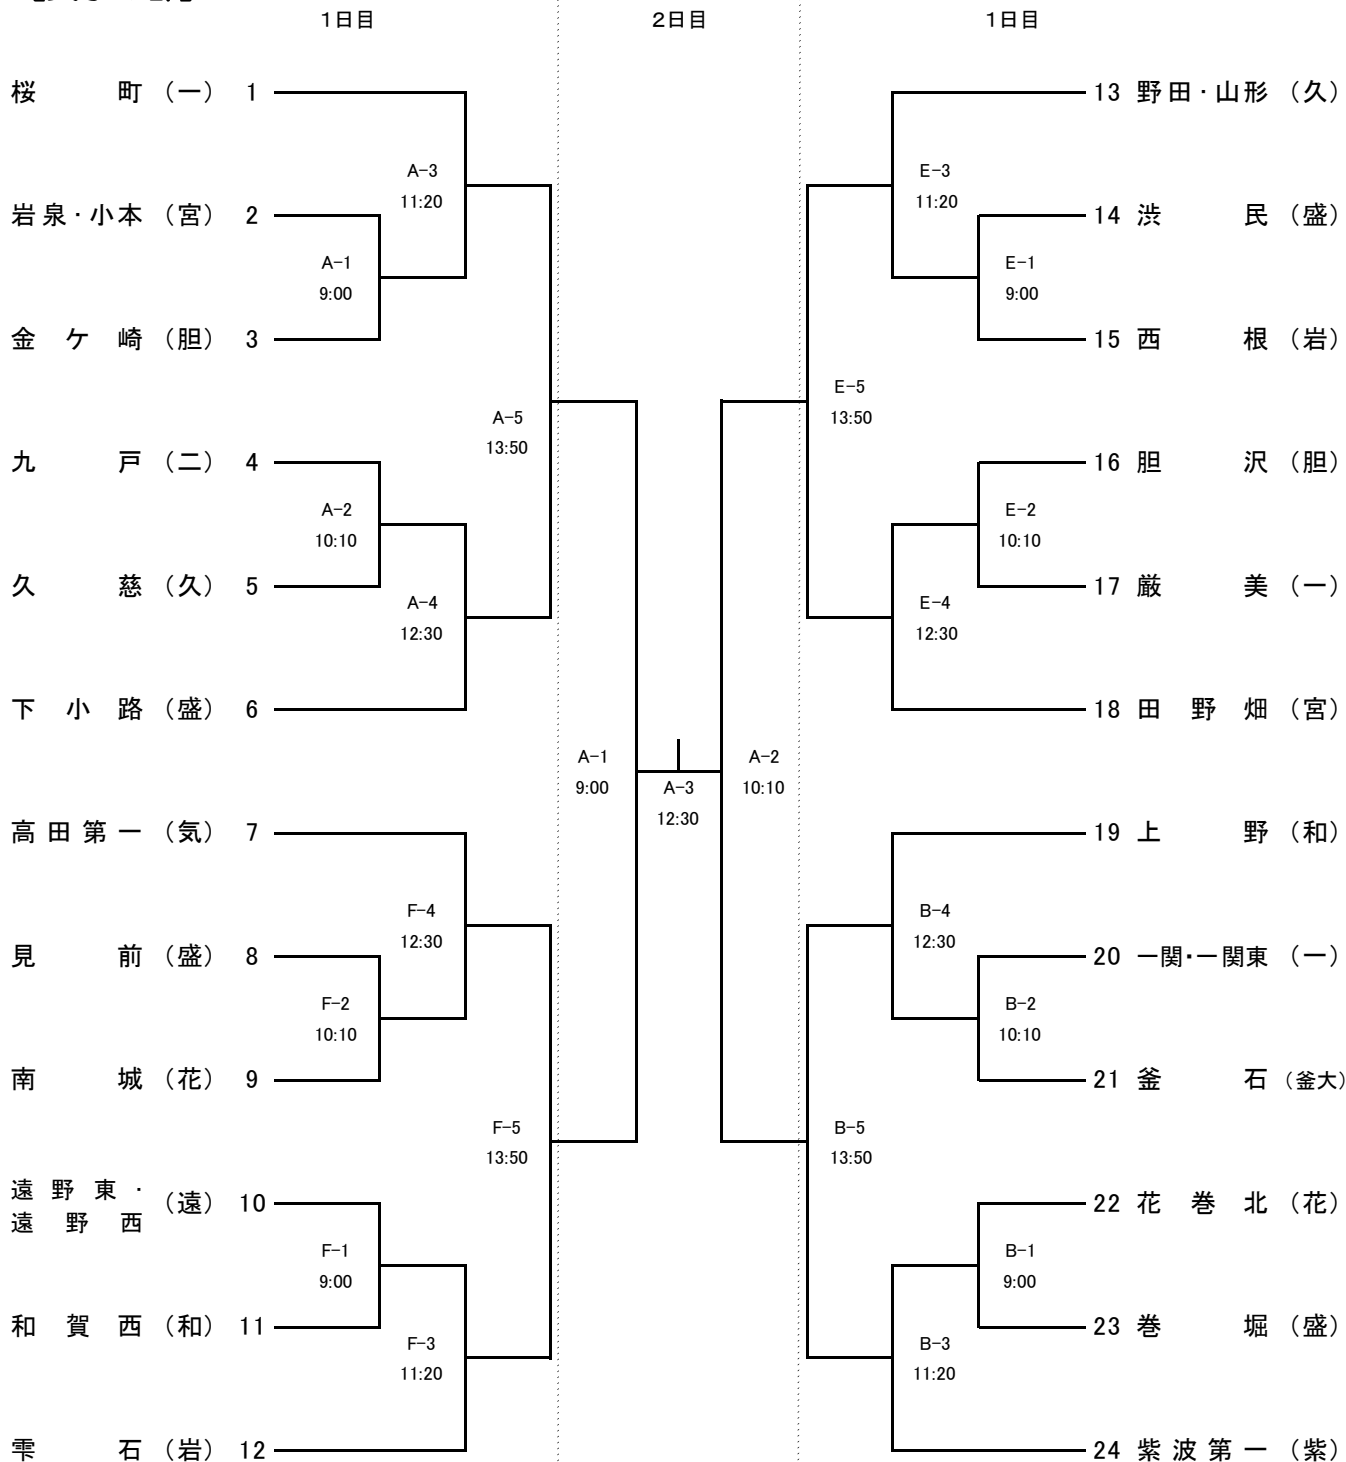 1日目 2日目 1日目
桜町（一） 1
岩泉・小本（宮） 2
金ケ崎（胆） 3
九戸（二） 4
久慈（久） 5
下小路（盛） 6
高田第一（気） 7
見前（盛） 8
南城（花） 9
遠野東・
遠野西
（遠） 10
和賀西（和） 11
雫石（岩） 12
A-3
11:20
A-1
9:00
A-5
13:50
A-2
10:10
A-4
12:30
F-4
12:30
F-2
10:10
F-5
13:50
F-1
9:00
F-3
11:20
A-1
9:00
A-3
12:30
A-2
10:10
E-3
11:20
E-1
9:00
E-5
13:50
E-2
10:10
E-4
12:30
B-4
12:30
B-2
10:10
B-5
13:50
B-1
9:00
B-3
11:20
13 野田・山形（久）
14 渋民（盛）
15 西根（岩）
16 胆沢（胆）
17 厳美（一）
18 田野畑（宮）
19 上野（和）
20 一関・一関東（一）
21 釜石（釜大）
22 花巻北（花）
23 巻堀（盛）
24 紫波第一（紫）